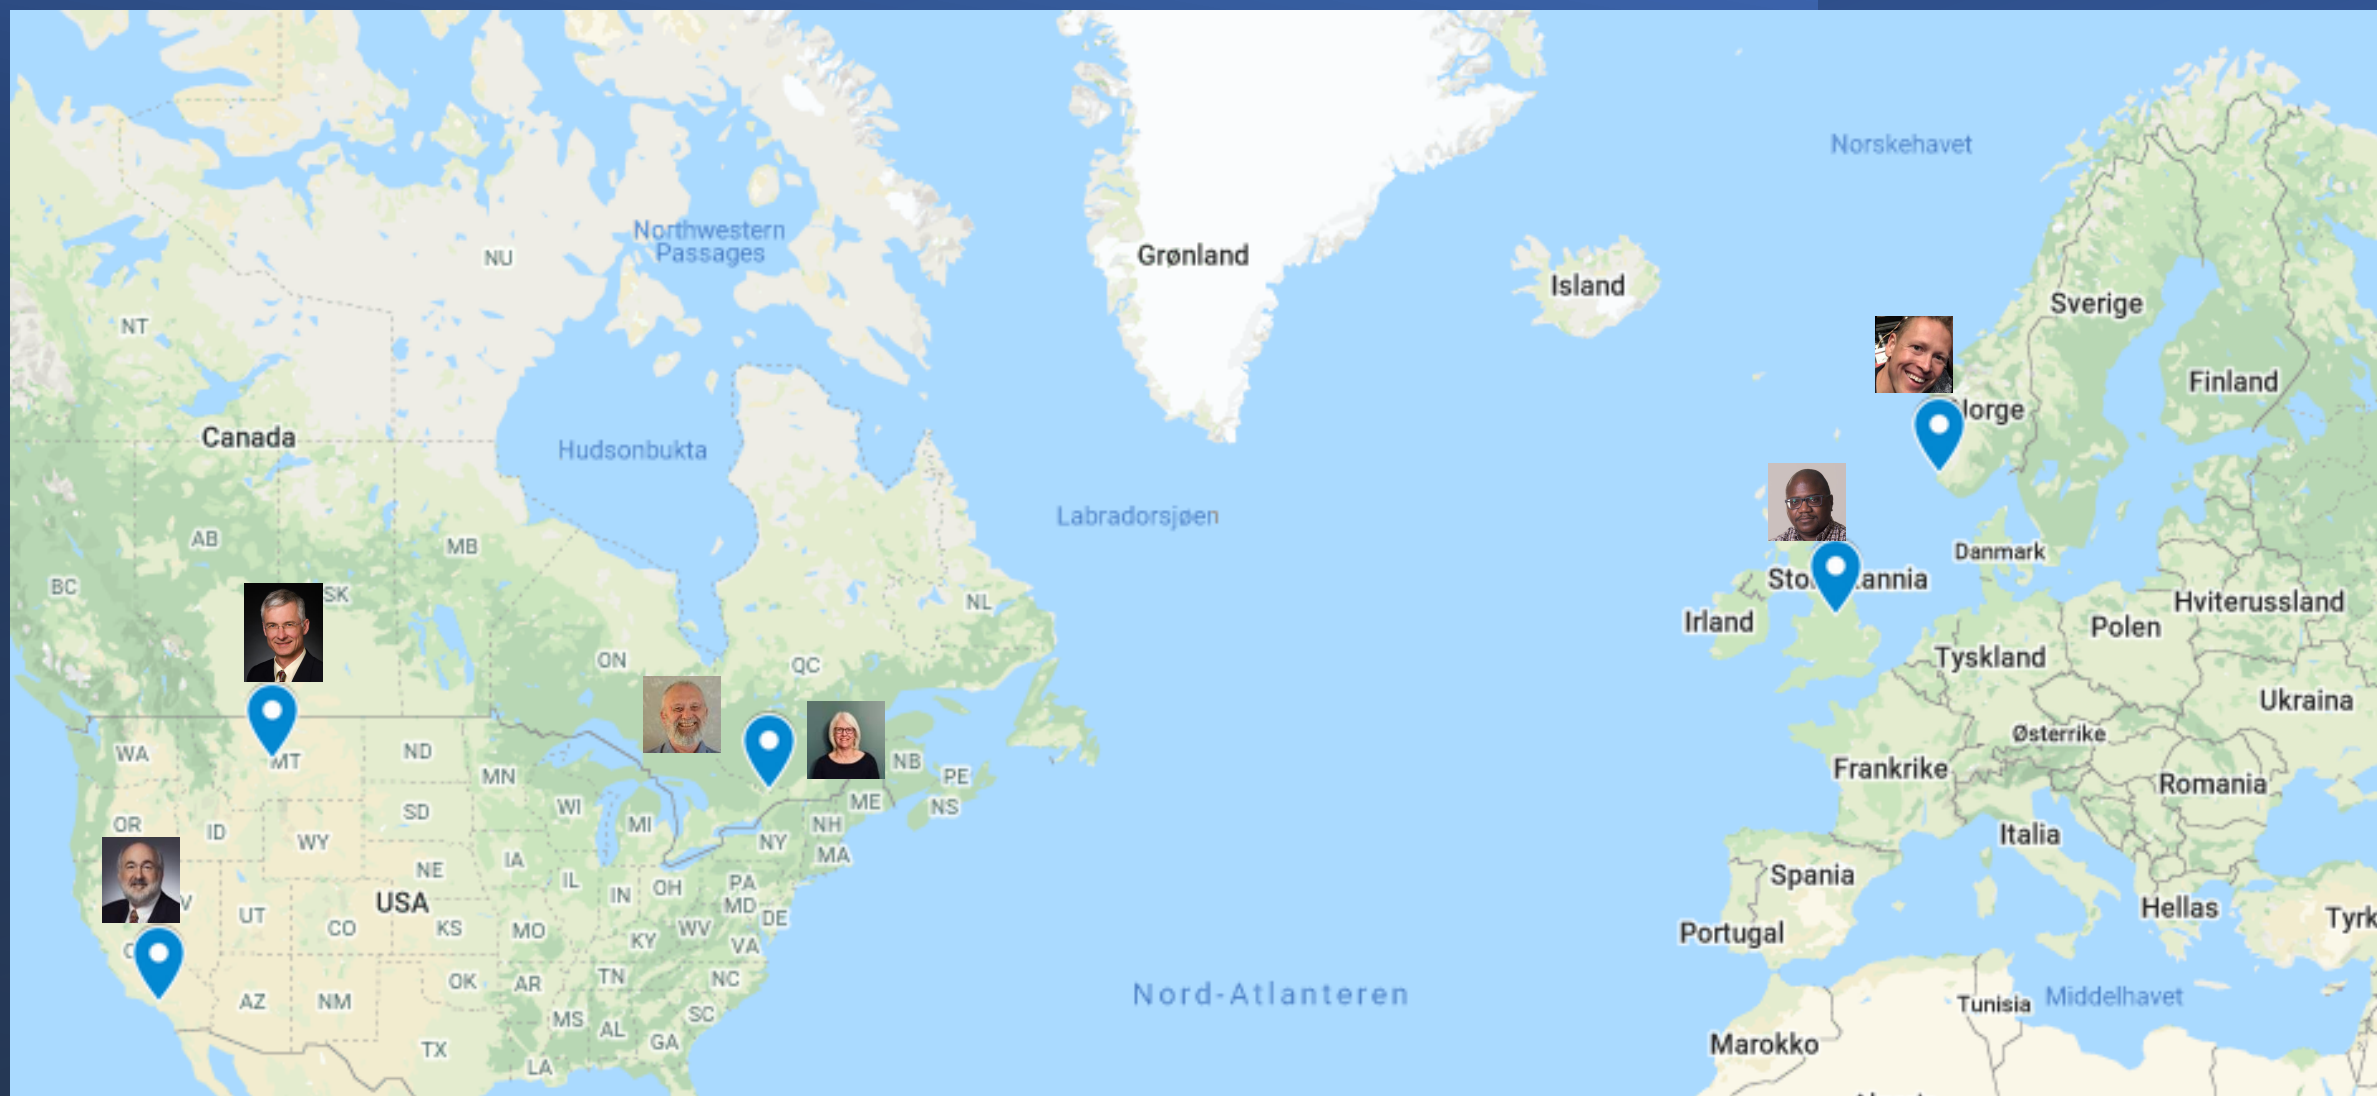 Norskehavet
Northwestern
Passages
NU
Grønland
Island
Sverige
NT
Finland
Norge
Canada
Hudsonbukta
Labradorsjøen
AB
MB
Danmark
BC
SK
NL
Irland
Hviterussland
Polen
ON
QC
Tyskland
Ukraina
Østerrike
WA
MT
ND
MN
NB
PE
Frankrike
Romania
OR
ID
WY
SD
WI
MI
ME
NS
NH
NY
MA
Italia
NE
IA
IL
IN
OH
PA
MD
DE
Spania
USA
UT
CO
KS
MO
KY
WV
VA
Hellas
Portugal
OK
AR
TN
NC
AZ
NM
MS
AL
SC
GA
Nord-Atlanteren
Tunisia
Middelhavet
TX
LA
Marokko